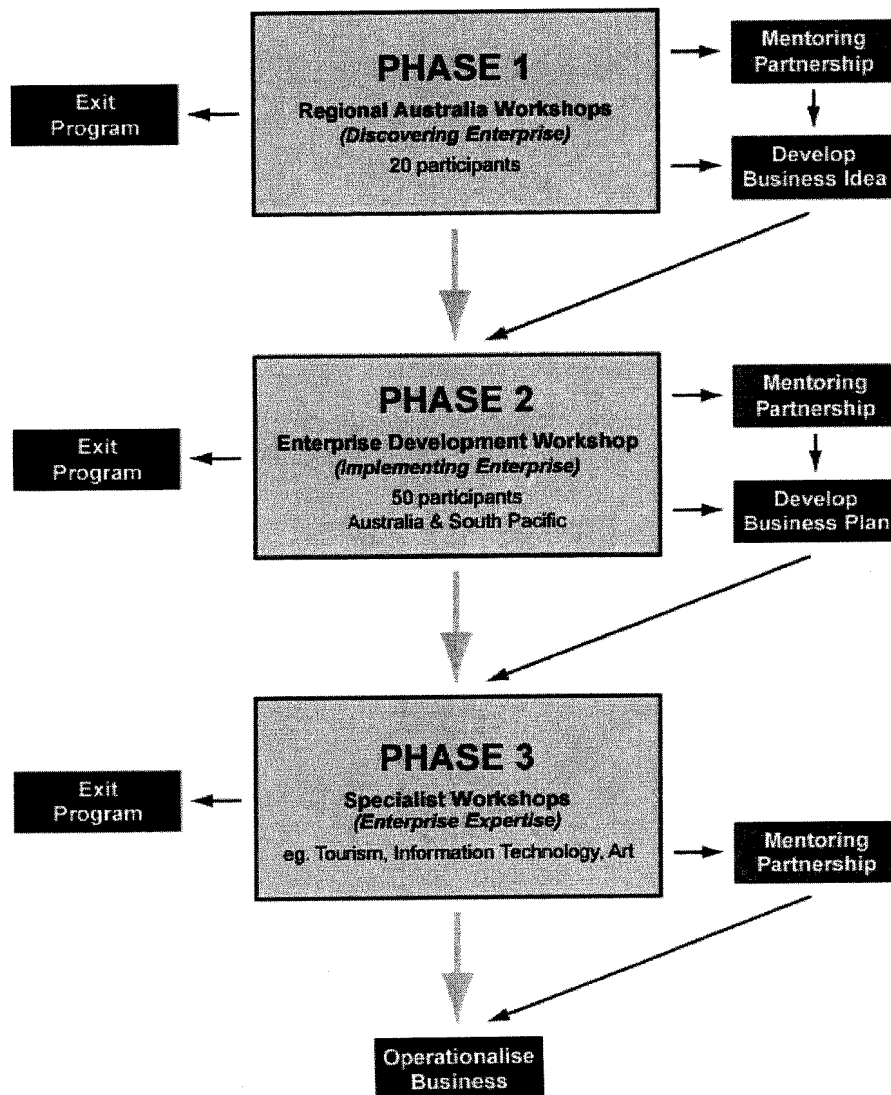 PHASE 1
Regional Australia Workshops
(Discovering Enterprise)
20 participants
Exit
Program
Mentoring
Partnership
Develop
Business Idea
PHASE 2
Enterprise Development Workshop
(Implementing Enterprise)
50 participants
Australia & South Pacific
Exit
Program
Mentoring
Partnership
Develop
Business Plan
PHASE 3
Specialist Workshops
(Enterprise Expertise)
eg. Tourism, Information Technology, Art
Exit
Program
Mentoring
Partnership
Operationalise
Business